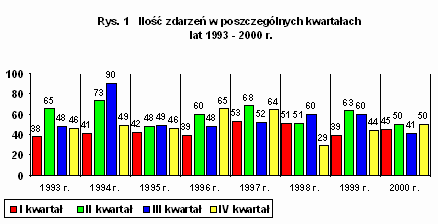 Rys. 1 Ilość zdarzeń w poszczególnych kwartałach
lat 1993 - 2000 r.
100
80
60
40
20
0
38 65 48 46
41 73 90 49
42 48 49 46
39 60 48 65
53 68 52 64
51 51 60 29
39 63 60 44
45 50 41 50
1993 r. 1994 r. 1995 r. 1996 r. 1997 r. 1998 r. 1999 r. 2000 r.
I kwartał II kwartał III kwartał IV kwartał